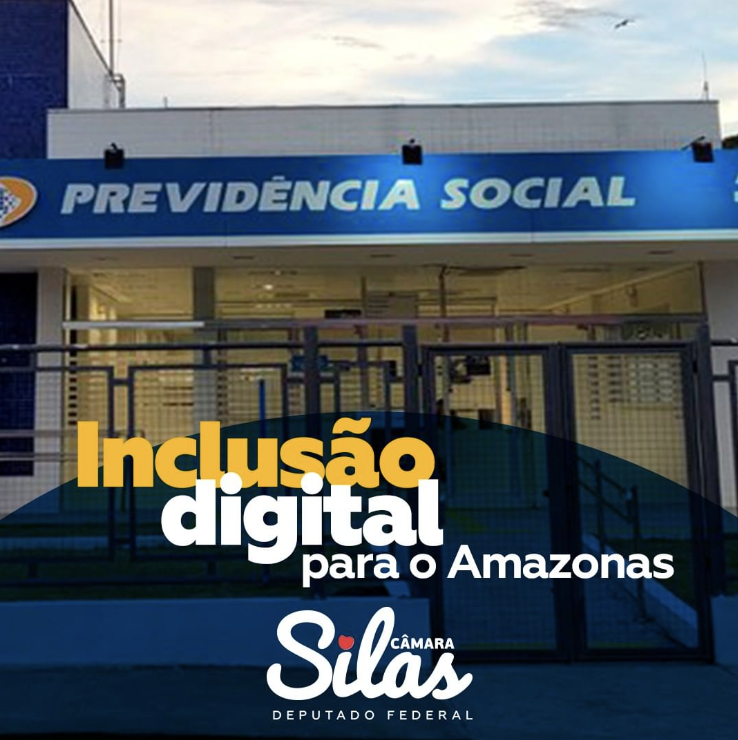 PREVIDÊNCIA SOCIAL
Inclusão
digital
para o Amazonas
CÂMARA
Silas
DEPUTADO FEDERAL